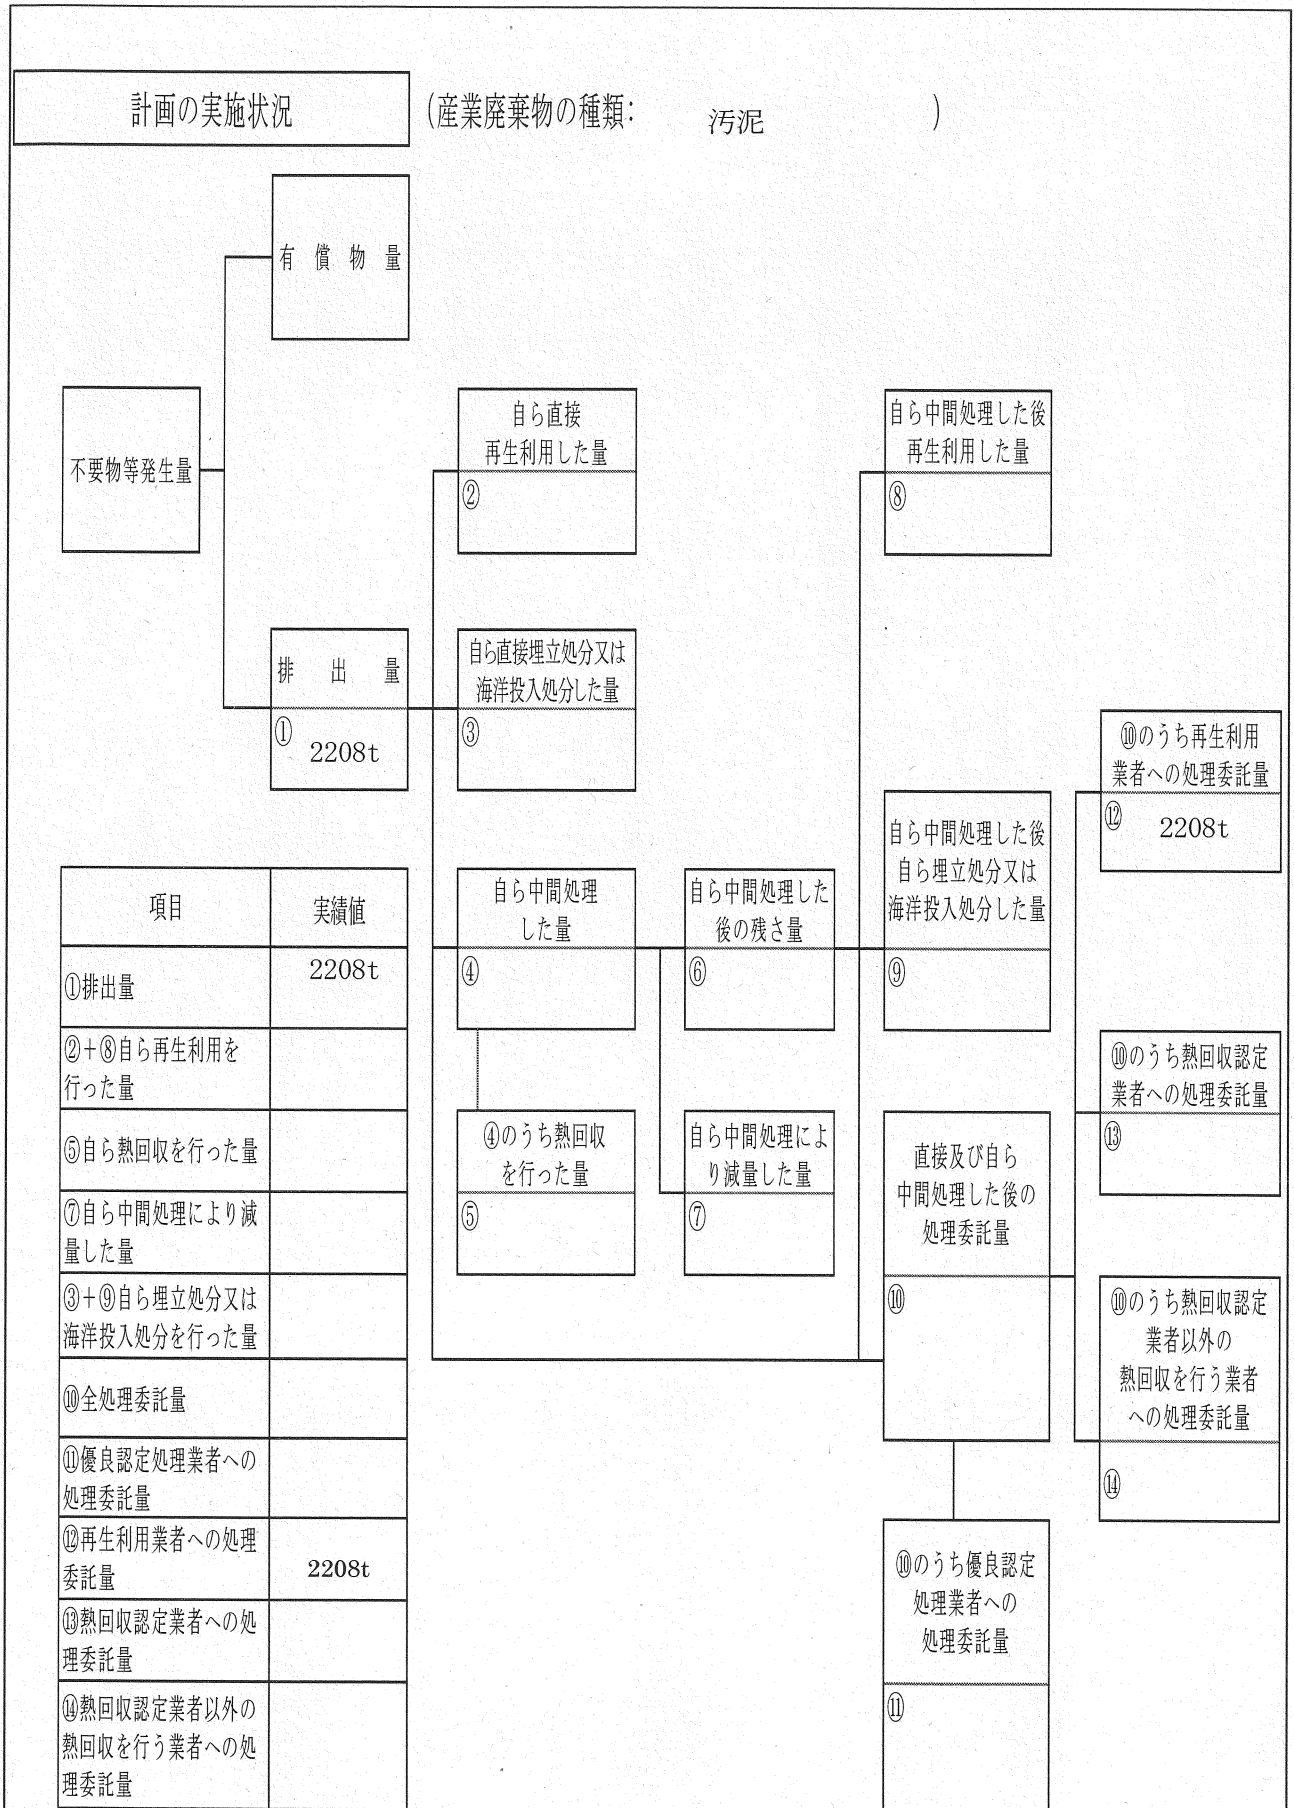 計画の実施状況
(産業廃棄物の種類: 汚泥 )
有償物量
不要物等発生量
自ら直接
再生利用した量
②
自ら中間処理した後
再生利用した量
⑧
排出量
① 2208t
自ら直接埋立処分又は
海洋投入処分した量
③
⑩のうち再生利用
業者への処理委託量
⑫ 2208t
自ら中間処理した後
自ら埋立処分又は
海洋投入処分した量
⑨
自ら中間処理
した量
④
自ら中間処理した
後の残さ量
⑥
④のうち熱回収
を行った量
⑤
自ら中間処理によ
り減量した量
⑦
直接及び自ら
中間処理した後の
処理委託量
⑩
⑩のうち熱回収認定
業者への処理委託量
⑬
⑩のうち熱回収認定
業者以外の
熱回収を行う業者
への処理委託量
⑭
⑩のうち優良認定
処理業者への
処理委託量
⑪
項目 実績値
①排出量 2208t
②+⑧自ら再生利用を
行った量
⑤自ら熱回収を行った量
⑦自ら中間処理により減
量した量
③+⑨自ら埋立処分又は
海洋投入処分を行った量
⑩全処理委託量
⑪優良認定処理業者への
処理委託量
⑫再生利用業者への処理
委託量 2208t
⑬熱回収認定業者への処
理委託量
⑭熱回収認定業者以外の
熱回収を行う業者への処
理委託量